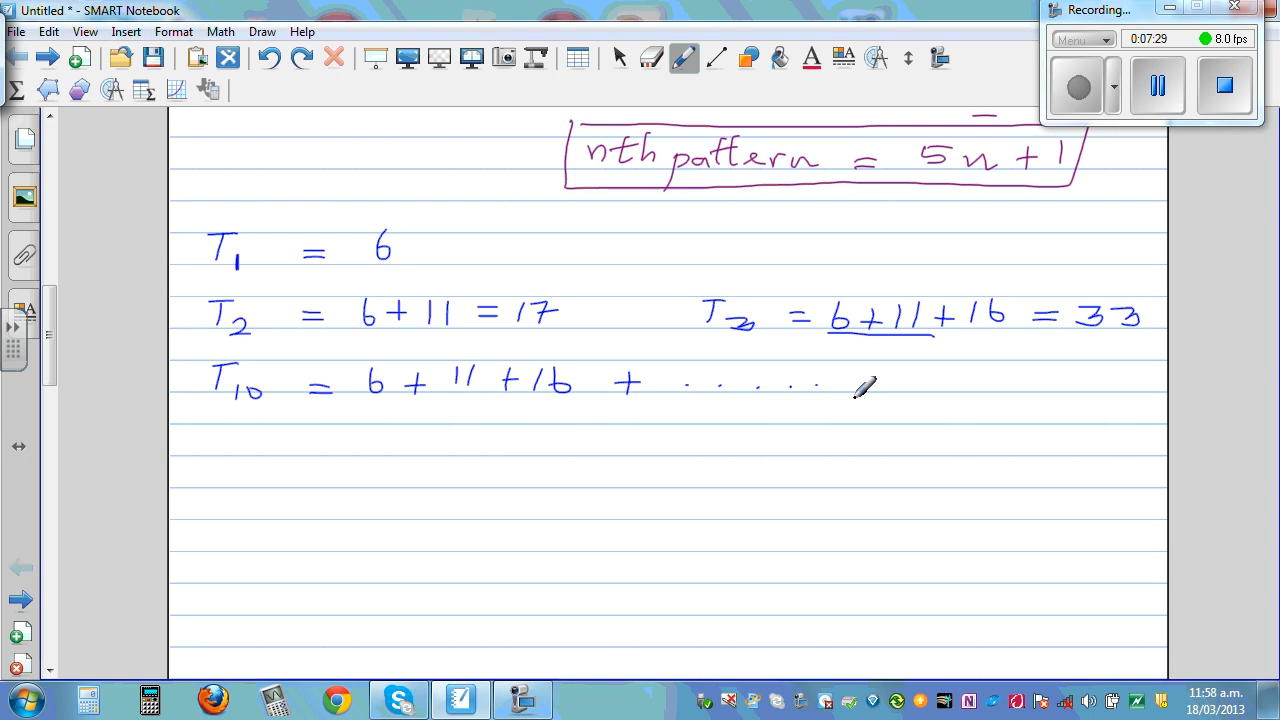 Untitled * - SMART Notebook
Recording...
File Edit View Insert Format Math Draw Help
Menu 0:07:29 8.0 fps
nth pattern = 5n + 1
T1 = 6
T2 = 6 + 11 = 17 T3 = 6 + 11 + 16 = 33
T10 = 6 + 11 + 16 + . . . . .
11:58 a.m.
18/03/2013